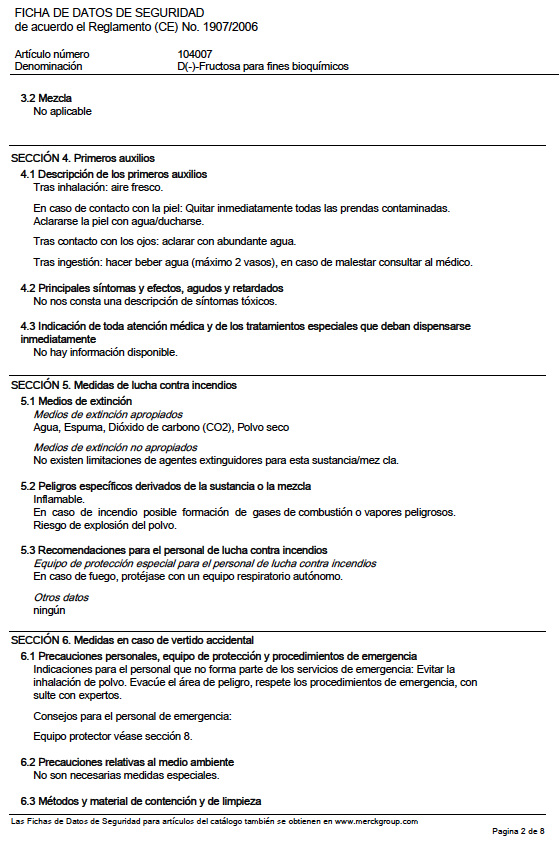 FICHA DE DATOS DE SEGURIDAD
de acuerdo el Reglamento (CE) No. 1907/2006
Artículo número 104007
Denominación D(-)-Fructosa para fines bioquímicos
3.2 Mezcla
No aplicable
SECCIÓN 4. Primeros auxilios
4.1 Descripción de los primeros auxilios
Tras inhalación: aire fresco.
En caso de contacto con la piel: Quitar inmediatamente todas las prendas contaminadas.
Aclararse la piel con agua/ducharse.
Tras contacto con los ojos: aclarar con abundante agua.
Tras ingestión: hacer beber agua (máximo 2 vasos), en caso de malestar consultar al médico.
4.2 Principales síntomas y efectos, agudos y retardados
No nos consta una descripción de síntomas tóxicos.
4.3 Indicación de toda atención médica y de los tratamientos especiales que deban dispensarse
inmediatamente
No hay información disponible.
SECCIÓN 5. Medidas de lucha contra incendios
5.1 Medios de extinción
Medios de extinción apropiados
Agua, Espuma, Dióxido de carbono (CO2), Polvo seco
Medios de extinción no apropiados
No existen limitaciones de agentes extinguidores para esta sustancia/mez cla.
5.2 Peligros específicos derivados de la sustancia o la mezcla
Inflamable.
En caso de incendio posible formación de gases de combustión o vapores peligrosos.
Riesgo de explosión del polvo.
5.3 Recomendaciones para el personal de lucha contra incendios
Equipo de protección especial para el personal de lucha contra incendios
En caso de fuego, protéjase con un equipo respiratorio autónomo.
Otros datos
ningún
SECCIÓN 6. Medidas en caso de vertido accidental
6.1 Precauciones personales, equipo de protección y procedimientos de emergencia
Indicaciones para el personal que no forma parte de los servicios de emergencia: Evitar la
inhalación de polvo. Evacúe el área de peligro, respete los procedimientos de emergencia, con
sulte con expertos.
Consejos para el personal de emergencia:
Equipo protector véase sección 8.
6.2 Precauciones relativas al medio ambiente
No son necesarias medidas especiales.
6.3 Métodos y material de contención y de limpieza
Las Fichas de Datos de Seguridad para artículos del catálogo también se obtienen en www.merckgroup.com
Pagina 2 de 8